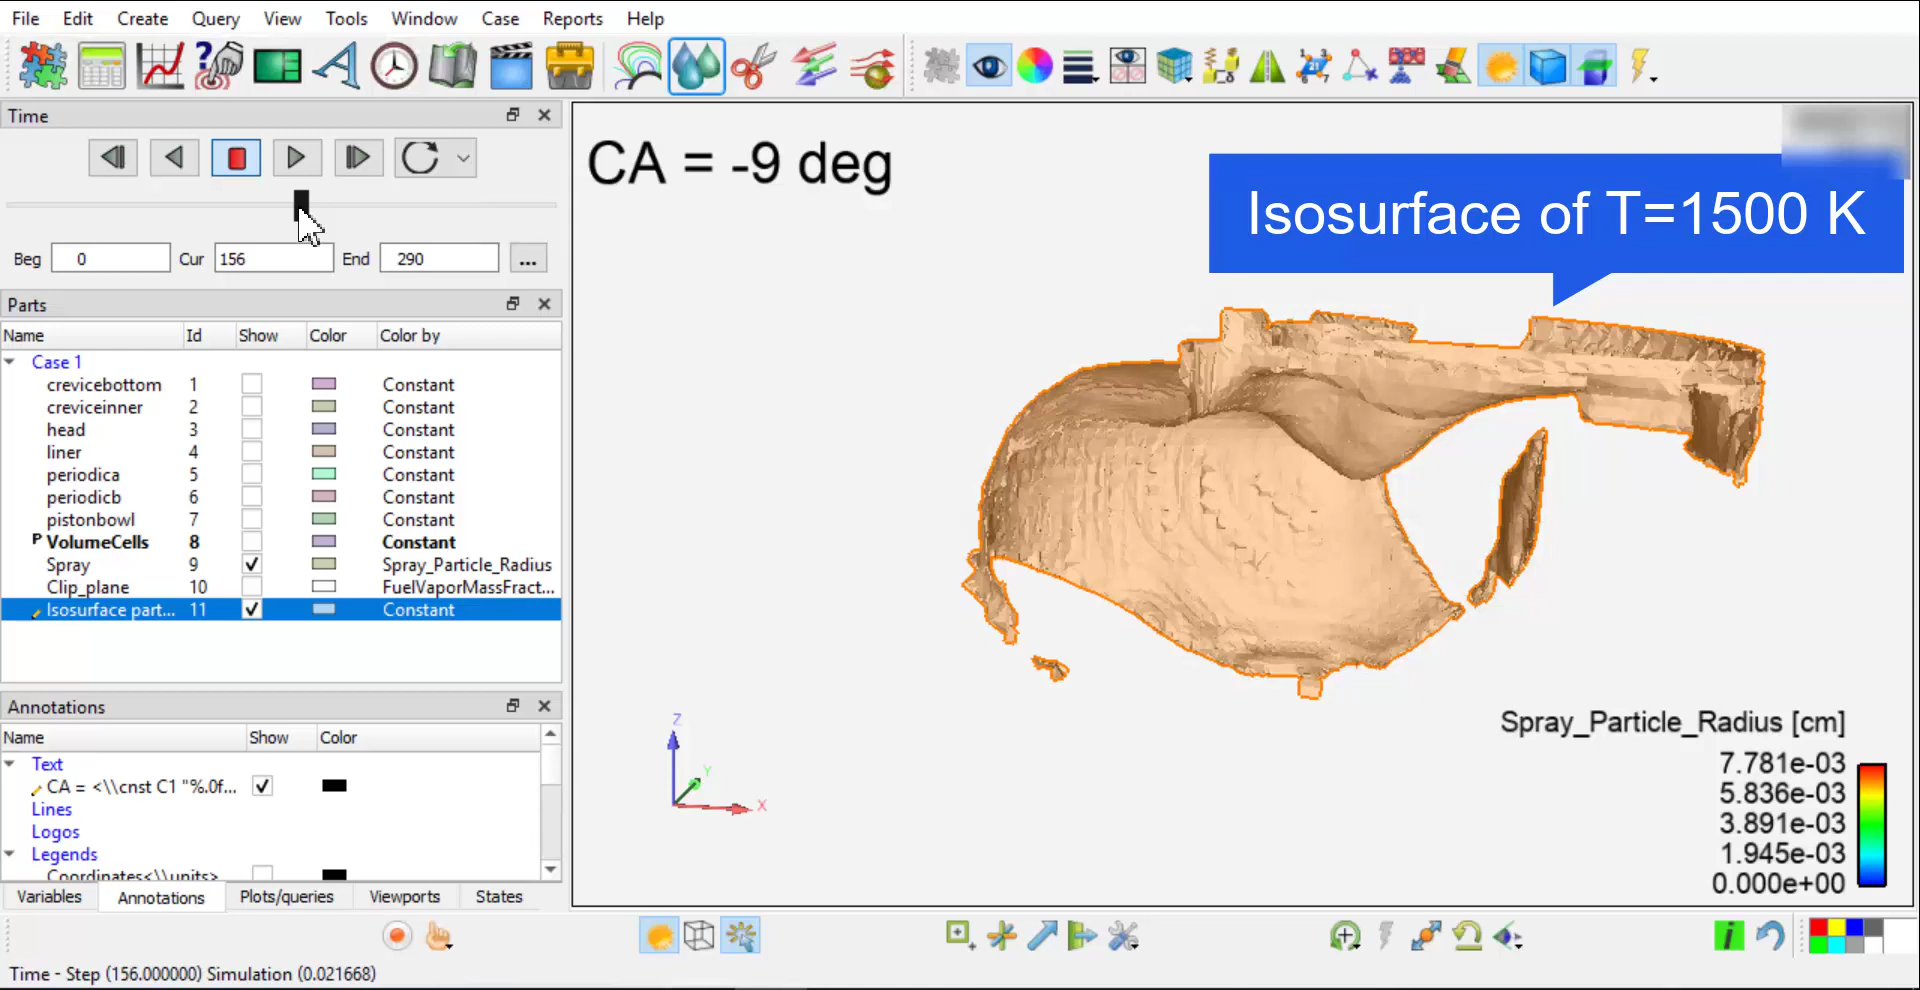 File Edit Create Query View Tools Window Case Reports Help
Time
Beg 0 Cur 156 End 290 ...
Parts
Name Id Show Color Color by
Case 1
crevicebottom 1 Constant
creviceinner 2 Constant
head 3 Constant
liner 4 Constant
periodica 5 Constant
periodicb 6 Constant
pistonbowl 7 Constant
P VolumeCells 8 Constant
Spray 9 Spray_Particle_Radius
Clip_plane 10 FuelVaporMassFract...
Isosurface part... 11 Constant
Annotations
Name Show Color
Text
CA = <\\cnst C1 "%.0f...
Lines
Logos
Legends
Coordinates<\\units>
Variables Annotations Plots/queries Viewports States
Time - Step (156.000000) Simulation (0.021668)
CA = -9 deg
Isosurface of T=1500 K
Z
Y
X
Spray_Particle_Radius [cm]
7.781e-03
5.836e-03
3.891e-03
1.945e-03
0.000e+00